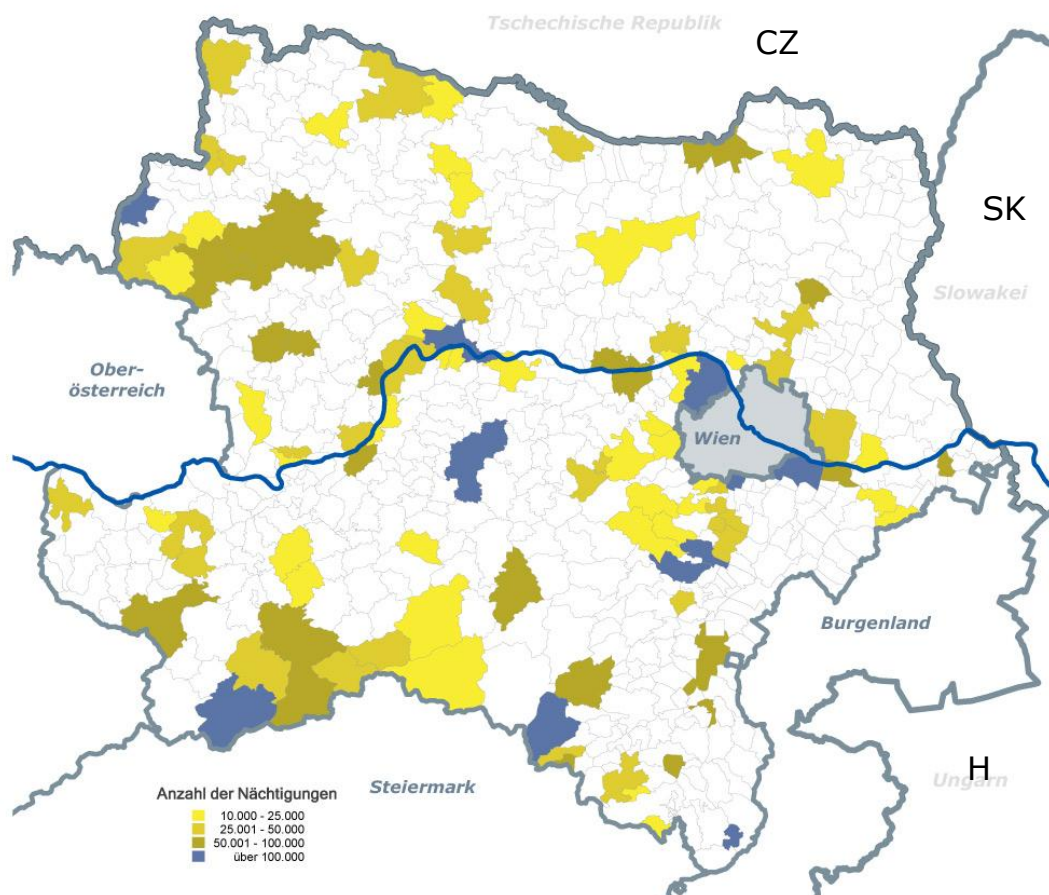 Tschechische Republik
CZ
SK
Slowakei
Ober-
österreich
Wien
Burgenland
Steiermark
H
Ungarn
Anzahl der Nächtigungen
10.000 - 25.000
25.001 - 50.000
50.001 - 100.000
über 100.000